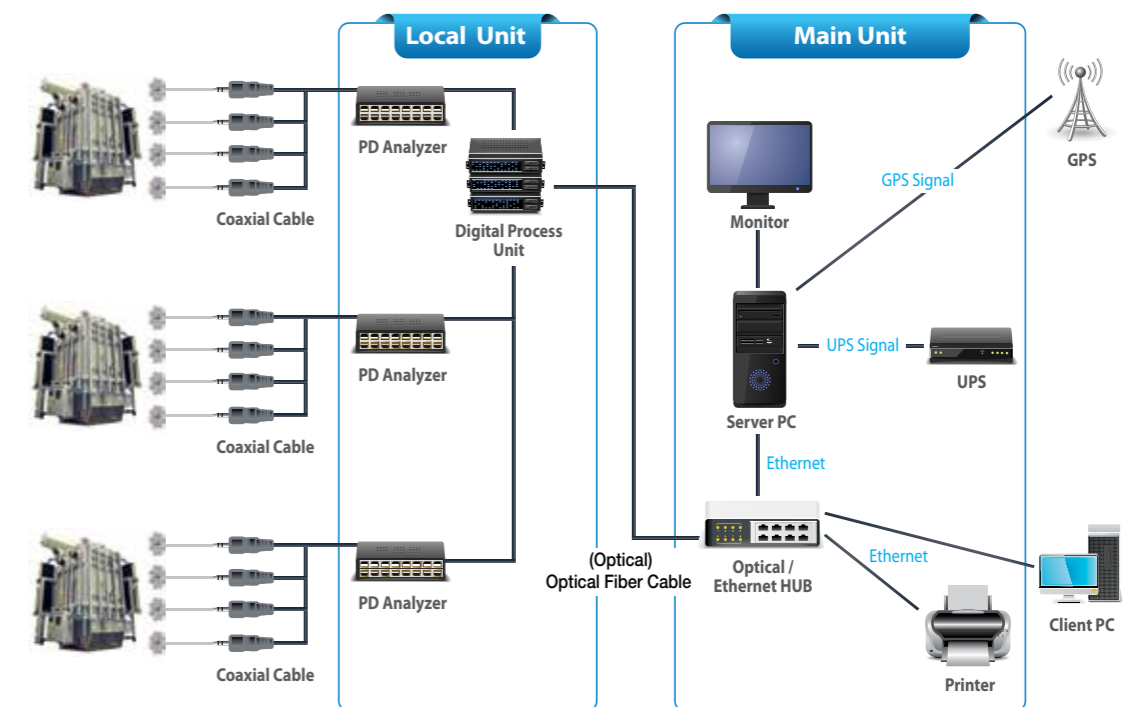 Local Unit
Main Unit
PD Analyzer
Coaxial Cable
Digital Process
Unit
Monitor
GPS Signal
GPS
PD Analyzer
Coaxial Cable
UPS Signal
UPS
Server PC
Ethernet
(Optical)
Optical Fiber Cable
Optical /
Ethernet HUB
Ethernet
PD Analyzer
Coaxial Cable
Client PC
Printer